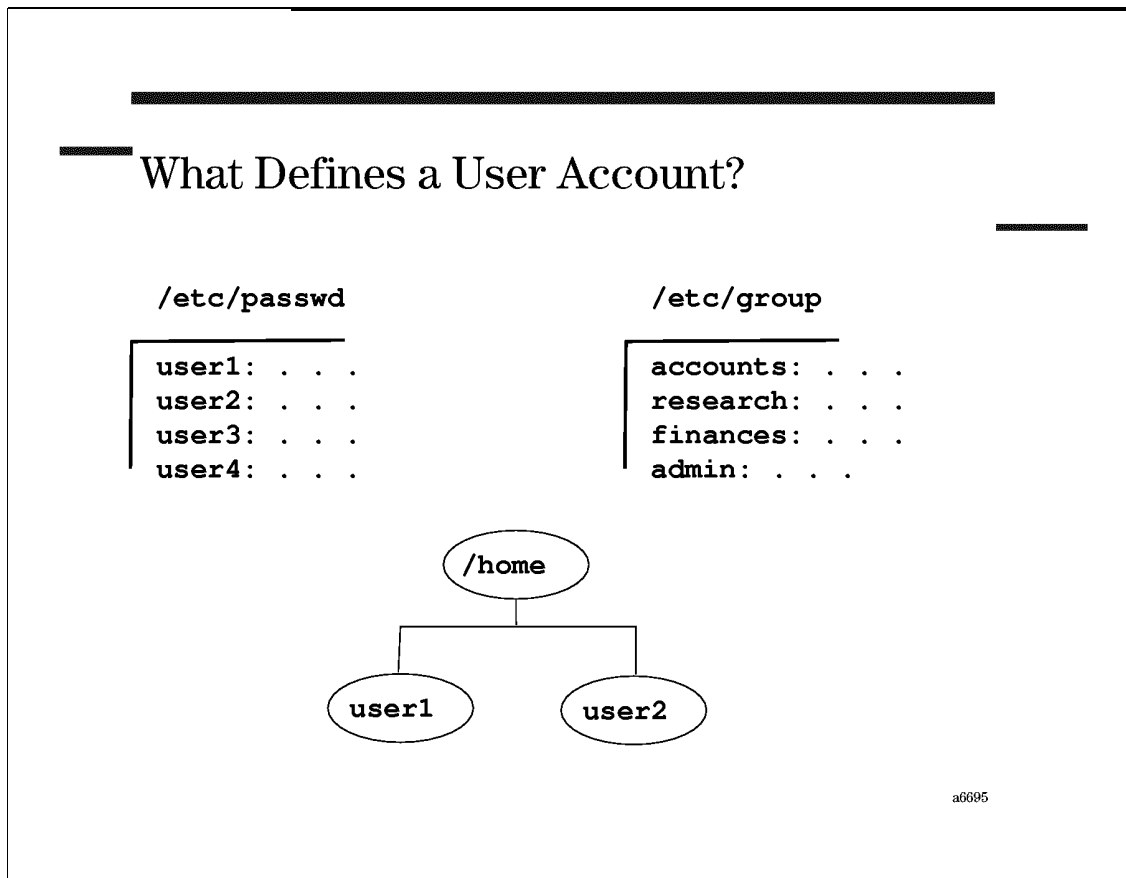 What Defines a User Account?
/etc/passwd
user1: . . .
user2: . . .
user3: . . .
user4: . . .
/etc/group
accounts: . . .
research: . . .
finances: . . .
admin: . . .
/home
user1
user2
a6695